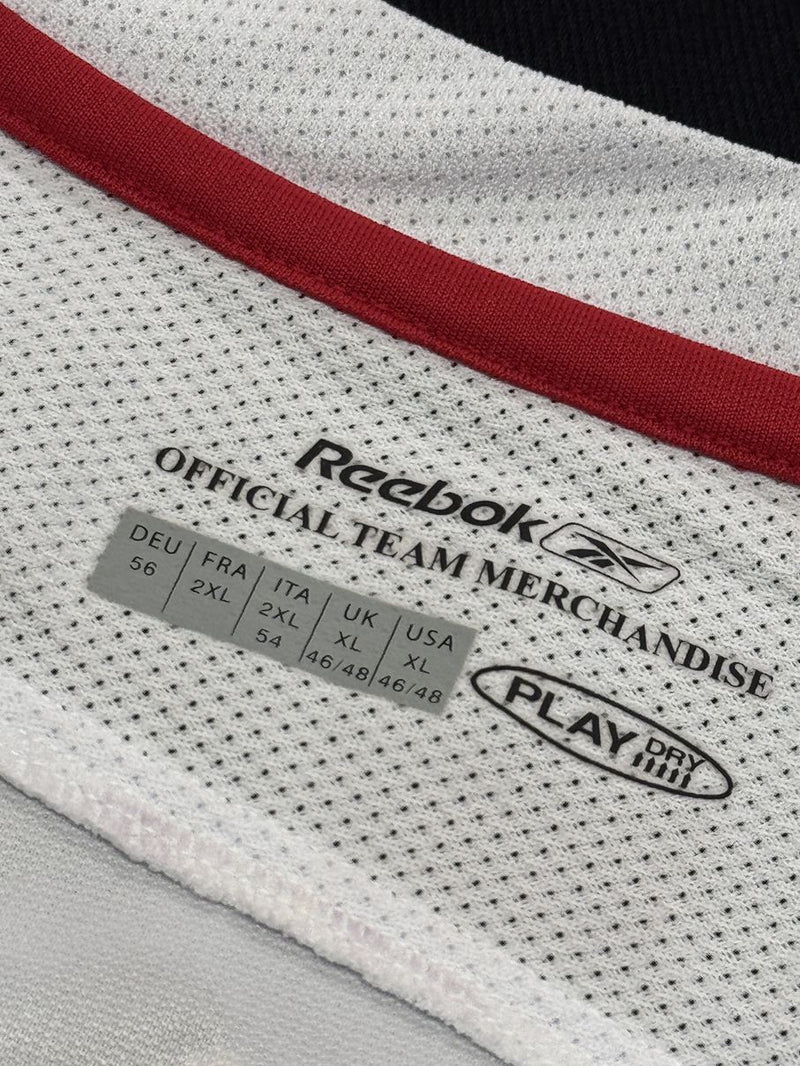 Reebok
OFFICIAL TEAM MERCHANDISE
DEU FRA ITA UK USA
56 2XL 2XL XL XL
54 46/48 46/48
PLAY DRY